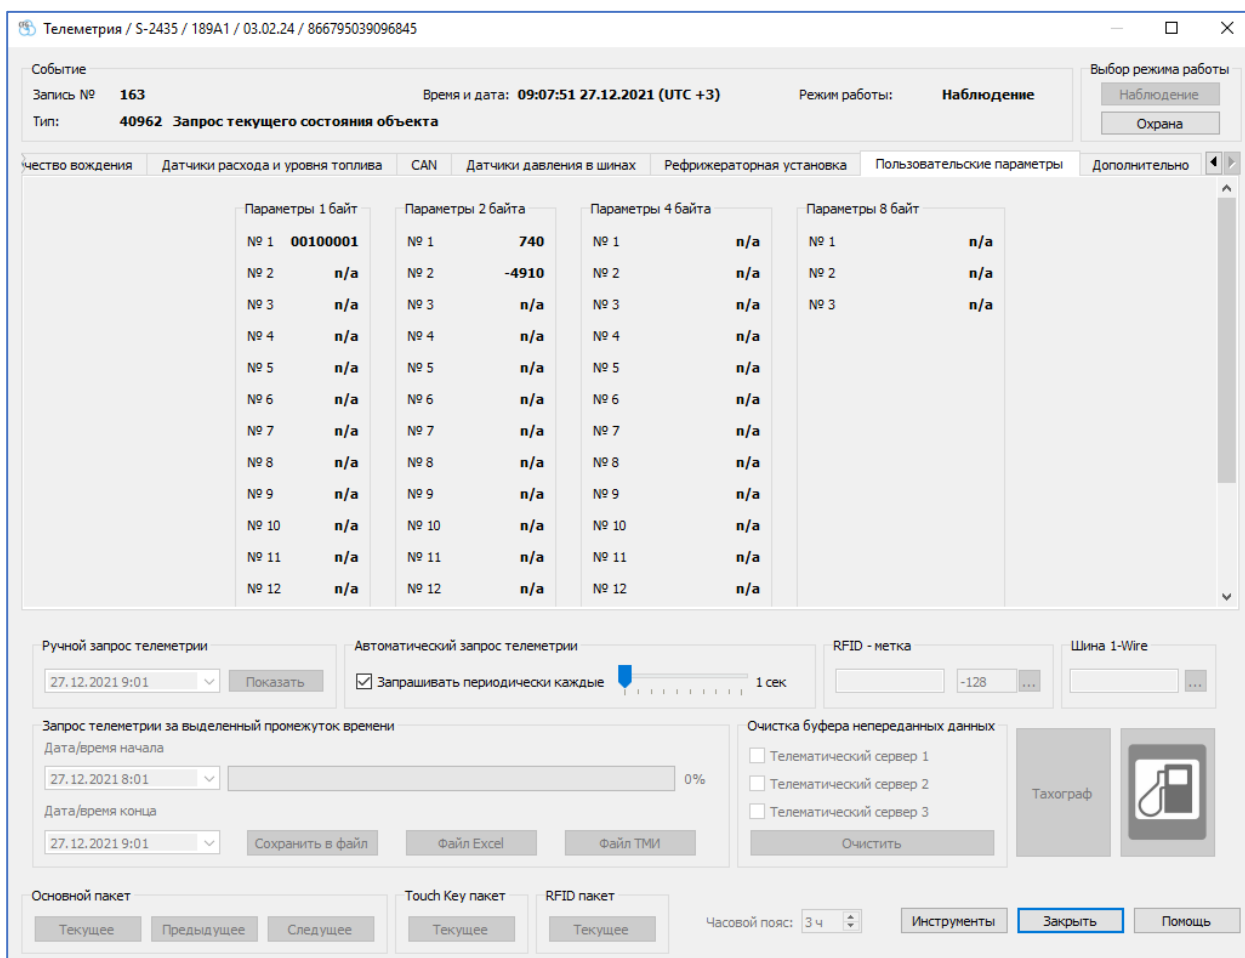 Телеметрия / S-2435 / 189A1 / 03.02.24 / 866795039096845
Событие
Выбор режима работы
Запись № 163 Время и дата: 09:07:51 27.12.2021 (UTC +3) Режим работы: Наблюдение
Наблюдение
Тип: 40962 Запрос текущего состояния объекта
Охрана
чество вождения Датчики расхода и уровня топлива CAN Датчики давления в шинах Рефрижераторная установка Пользовательские параметры Дополнительно
Параметры 1 байт Параметры 2 байта Параметры 4 байта Параметры 8 байт
№ 1 00100001 № 1 740 № 1 n/a № 1 n/a
№ 2 n/a № 2 -4910 № 2 n/a № 2 n/a
№ 3 n/a № 3 n/a № 3 n/a № 3 n/a
№ 4 n/a № 4 n/a № 4 n/a
№ 5 n/a № 5 n/a № 5 n/a
№ 6 n/a № 6 n/a № 6 n/a
№ 7 n/a № 7 n/a № 7 n/a
№ 8 n/a № 8 n/a № 8 n/a
№ 9 n/a № 9 n/a № 9 n/a
№ 10 n/a № 10 n/a № 10 n/a
№ 11 n/a № 11 n/a № 11 n/a
№ 12 n/a № 12 n/a № 12 n/a
Ручной запрос телеметрии Автоматический запрос телеметрии RFID - метка Шина 1-Wire
27.12.2021 9:01 Показать Запрашивать периодически каждые 1 сек -128 ... ...
Запрос телеметрии за выделенный промежуток времени Очистка буфера непереданных данных
Дата/время начала
Телематический сервер 1
27.12.2021 8:01 0%
Телематический сервер 2
Тахограф
Дата/время конца
Телематический сервер 3
27.12.2021 9:01 Сохранить в файл Файл Excel Файл ТМИ Очистить
Основной пакет Touch Key пакет RFID пакет
Текущее Предыдущее Следущее Текущее Текущее Часовой пояс: 3 ч Инструменты Закрыть Помощь